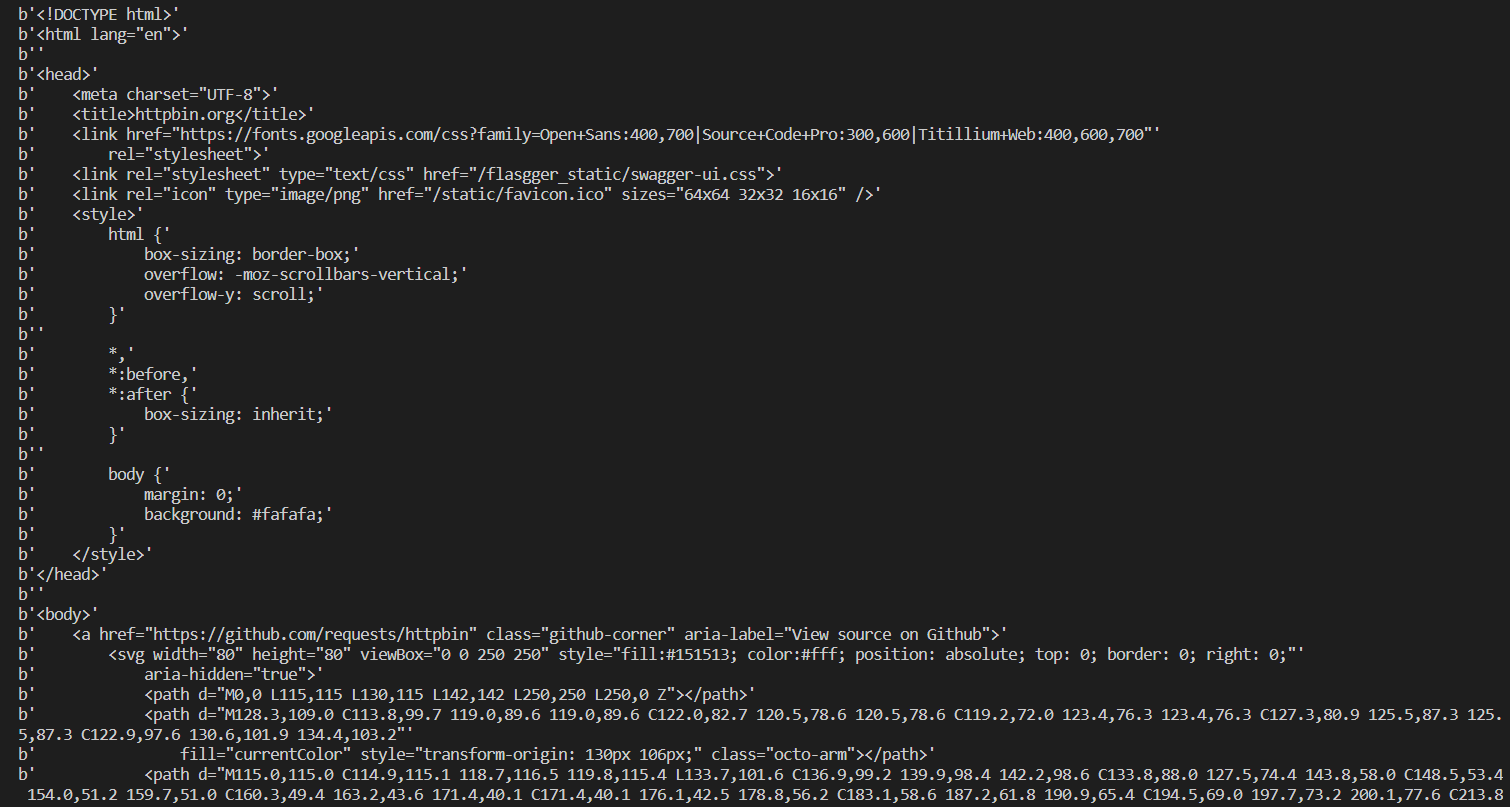 b'<!DOCTYPE html>'
b'<html lang="en">'
b''
b'<head>'
b'    <meta charset="UTF-8">'
b'    <title>httpbin.org</title>'
b'    <link href="https://fonts.googleapis.com/css?family=Open+Sans:400,700|Source+Code+Pro:300,600|Titillium+Web:400,600,700"'
b'        rel="stylesheet">'
b'    <link rel="stylesheet" type="text/css" href="/flasgger_static/swagger-ui.css">'
b'    <link rel="icon" type="image/png" href="/static/favicon.ico" sizes="64x64 32x32 16x16" />'
b'    <style>'
b'        html {'
b'            box-sizing: border-box;'
b'            overflow: -moz-scrollbars-vertical;'
b'            overflow-y: scroll;'
b'        }'
b''
b'        *,'
b'        *:before,'
b'        *:after {'
b'            box-sizing: inherit;'
b'        }'
b''
b'        body {'
b'            margin: 0;'
b'            background: #fafafa;'
b'        }'
b'    </style>'
b'</head>'
b''
b'<body>'
b'    <a href="https://github.com/requests/httpbin" class="github-corner" aria-label="View source on Github">'
b'        <svg width="80" height="80" viewBox="0 0 250 250" style="fill:#151513; color:#fff; position: absolute; top: 0; border: 0; right: 0;"'
b'            aria-hidden="true">'
b'            <path d="M0,0 L115,115 L130,115 L142,142 L250,250 L250,0 Z"></path>'
b'            <path d="M128.3,109.0 C113.8,99.7 119.0,89.6 119.0,89.6 C122.0,82.7 120.5,78.6 120.5,78.6 C119.2,72.0 123.4,76.3 123.4,76.3 C127.3,80.9 125.5,87.3 125.
5,87.3 C122.9,97.6 130.6,101.9 134.4,103.2"'
b'                fill="currentColor" style="transform-origin: 130px 106px;" class="octo-arm"></path>'
b'            <path d="M115.0,115.0 C114.9,115.1 118.7,116.5 119.8,115.4 L133.7,101.6 C136.9,99.2 139.9,98.4 142.2,98.6 C133.8,88.0 127.5,74.4 143.8,58.0 C148.5,53.4
154.0,51.2 159.7,51.0 C160.3,49.4 163.2,43.6 171.4,40.1 C171.4,40.1 176.1,42.5 178.8,56.2 C183.1,58.6 187.2,61.8 190.9,65.4 C194.5,69.0 197.7,73.2 200.1,77.6 C213.8